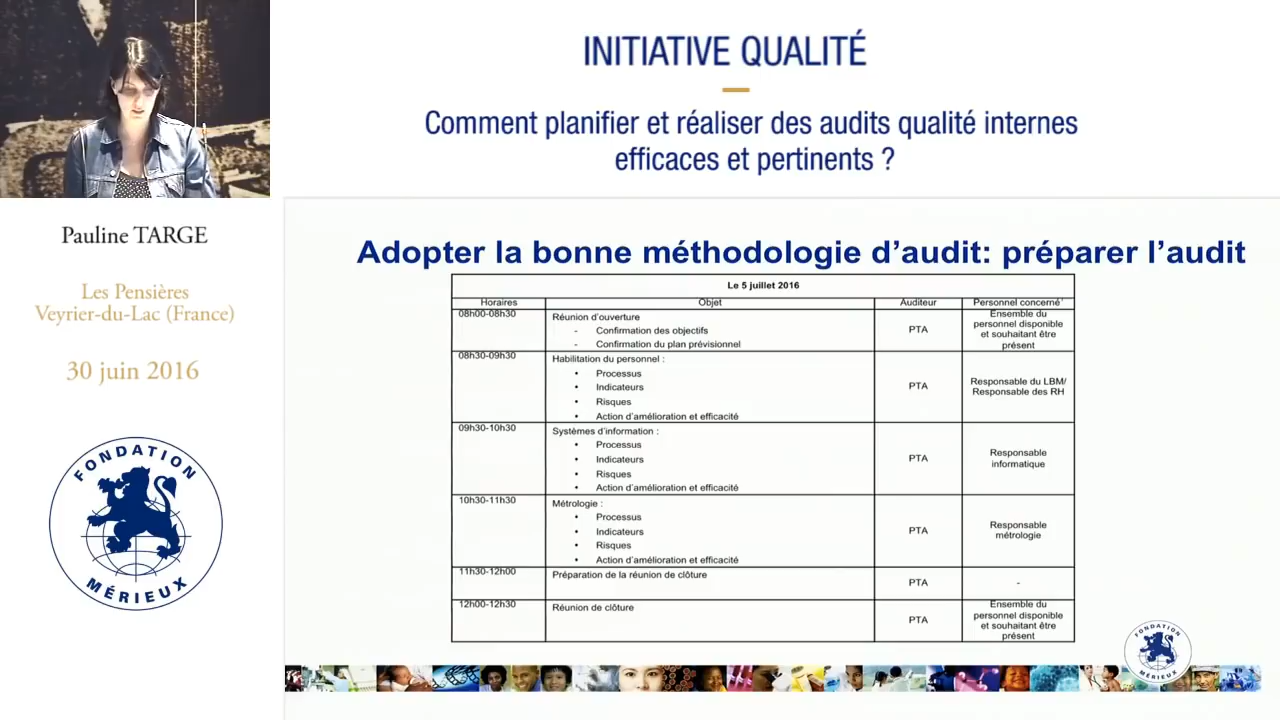 INITIATIVE QUALITÉ
Comment planifier et réaliser des audits qualité internes
efficaces et pertinents ?
Pauline TARGE
Les Pensières
Veyrier-du-Lac (France)
30 juin 2016
FONDATION
MÉRIEUX
Adopter la bonne méthodologie d'audit: préparer l'audit
Le 5 juillet 2016
Horaires Objet Auditeur Personnel concerné
08h00-08h30 Réunion d'ouverture
- Confirmation des objectifs
- Confirmation du plan prévisionnel
PTA
Ensemble du
personnel disponible
et souhaitant être
présent
08h30-09h30 Habilitation du personnel :
• Processus
• Indicateurs
• Risques
• Action d'amélioration et efficacité
PTA
Responsable du LBM/
Responsable des RH
09h30-10h30 Systèmes d'information :
• Processus
• Indicateurs
• Risques
• Action d'amélioration et efficacité
PTA
Responsable
informatique
10h30-11h30 Métrologie :
• Processus
• Indicateurs
• Risques
• Action d'amélioration et efficacité
PTA
Responsable
métrologie
11h30-12h00 Préparation de la réunion de clôture PTA -
12h00-12h30 Réunion de clôture PTA
Ensemble du
personnel disponible
et souhaitant être
présent
FONDATION
MÉRIEUX